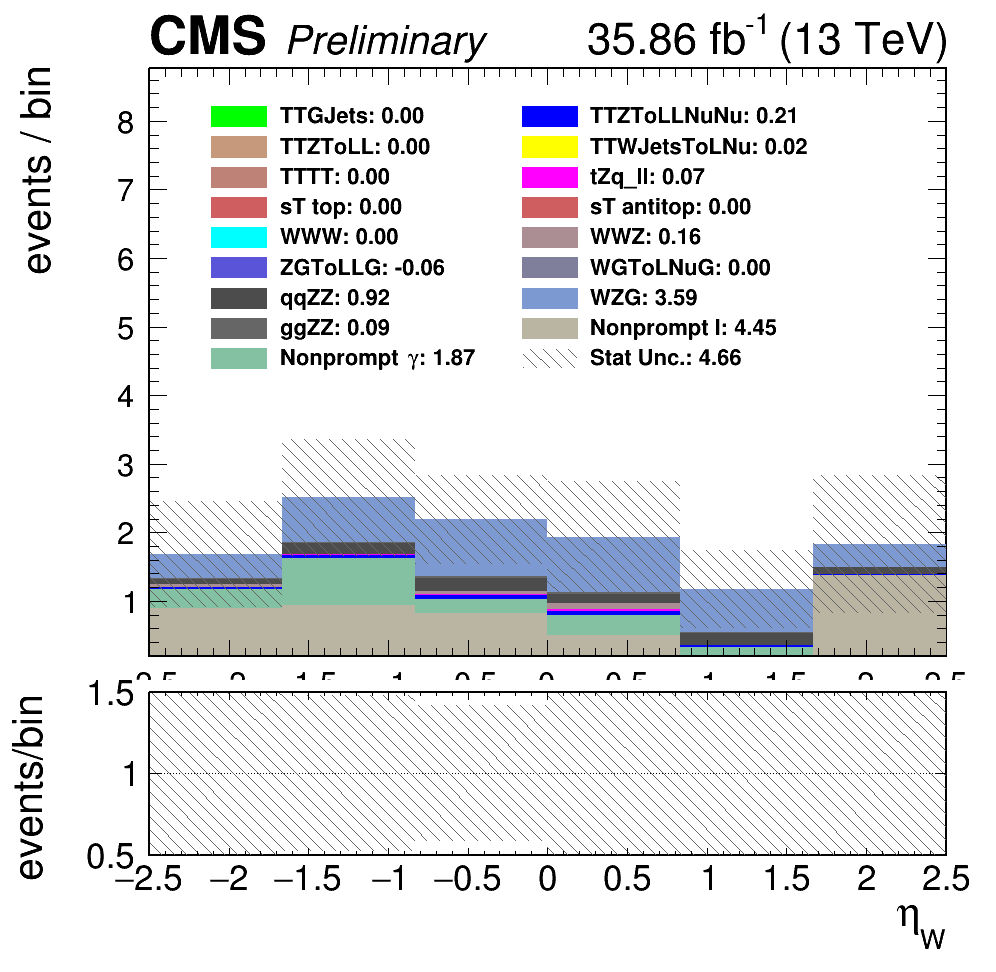 CMS Preliminary 35.86 fb-1 (13 TeV)
events / bin
8
7
6
5
4
3
2
1
TTGJets: 0.00
TTZToLL: 0.00
TTTT: 0.00
sT top: 0.00
WWW: 0.00
ZGToLLG: -0.06
qqZZ: 0.92
ggZZ: 0.09
Nonprompt γ: 1.87
TTZToLLNuNu: 0.21
TTWJetsToLNu: 0.02
tZq_ll: 0.07
sT antitop: 0.00
WWZ: 0.16
WGToLNuG: 0.00
WZG: 3.59
Nonprompt l: 4.45
Stat Unc.: 4.66
events/bin
1.5
1
0.5
−2.5 −2 −1.5 −1 −0.5 0 0.5 1 1.5 2 2.5
ηW